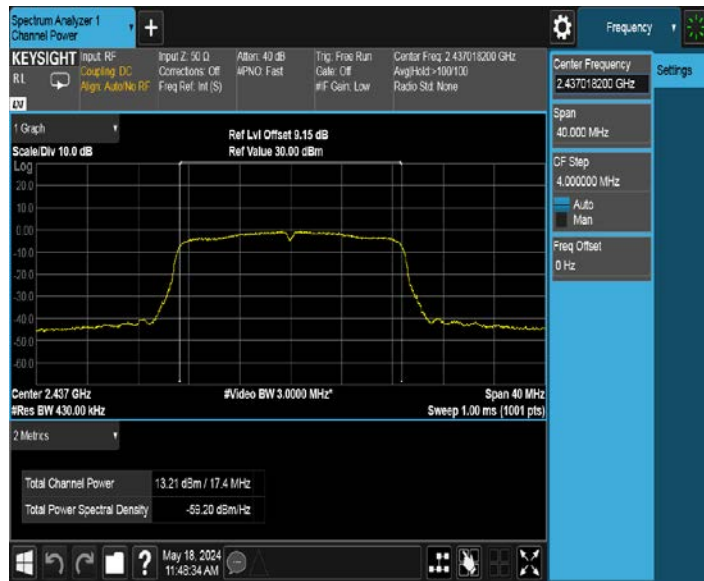 Spectrum Analyzer 1
Channel Power
+
Frequency
KEYSIGHT
RL
Input: RF
Coupling: DC
Align: Auto/No RF
Input Z: 50 Ω
Corrections: Off
Freq Ref: Int (S)
Atten: 40 dB
#PNO: Fast
Trig: Free Run
Gate: Off
#IF Gain: Low
Center Freq: 2.437018200 GHz
Avg|Hold:>100/100
Radio Std: None
Center Frequency
2.437018200 GHz
Settings
Span
40.000 MHz
CF Step
4.000000 MHz
Auto
Man
Freq Offset
0 Hz
1 Graph
Scale/Div 10.0 dB
Ref Lvl Offset 9.15 dB
Ref Value 30.00 dBm
Log
20.0
10.0
0.00
-10.0
-20.0
-30.0
-40.0
-50.0
-60.0
Center 2.437 GHz
#Video BW 3.0000 MHz*
Span 40 MHz
#Res BW 430.00 kHz
Sweep 1.00 ms (1001 pts)
2 Metrics
Total Channel Power
13.21 dBm / 17.4 MHz
Total Power Spectral Density
-59.20 dBm/Hz
?
May 18, 2024
11:48:34 AM